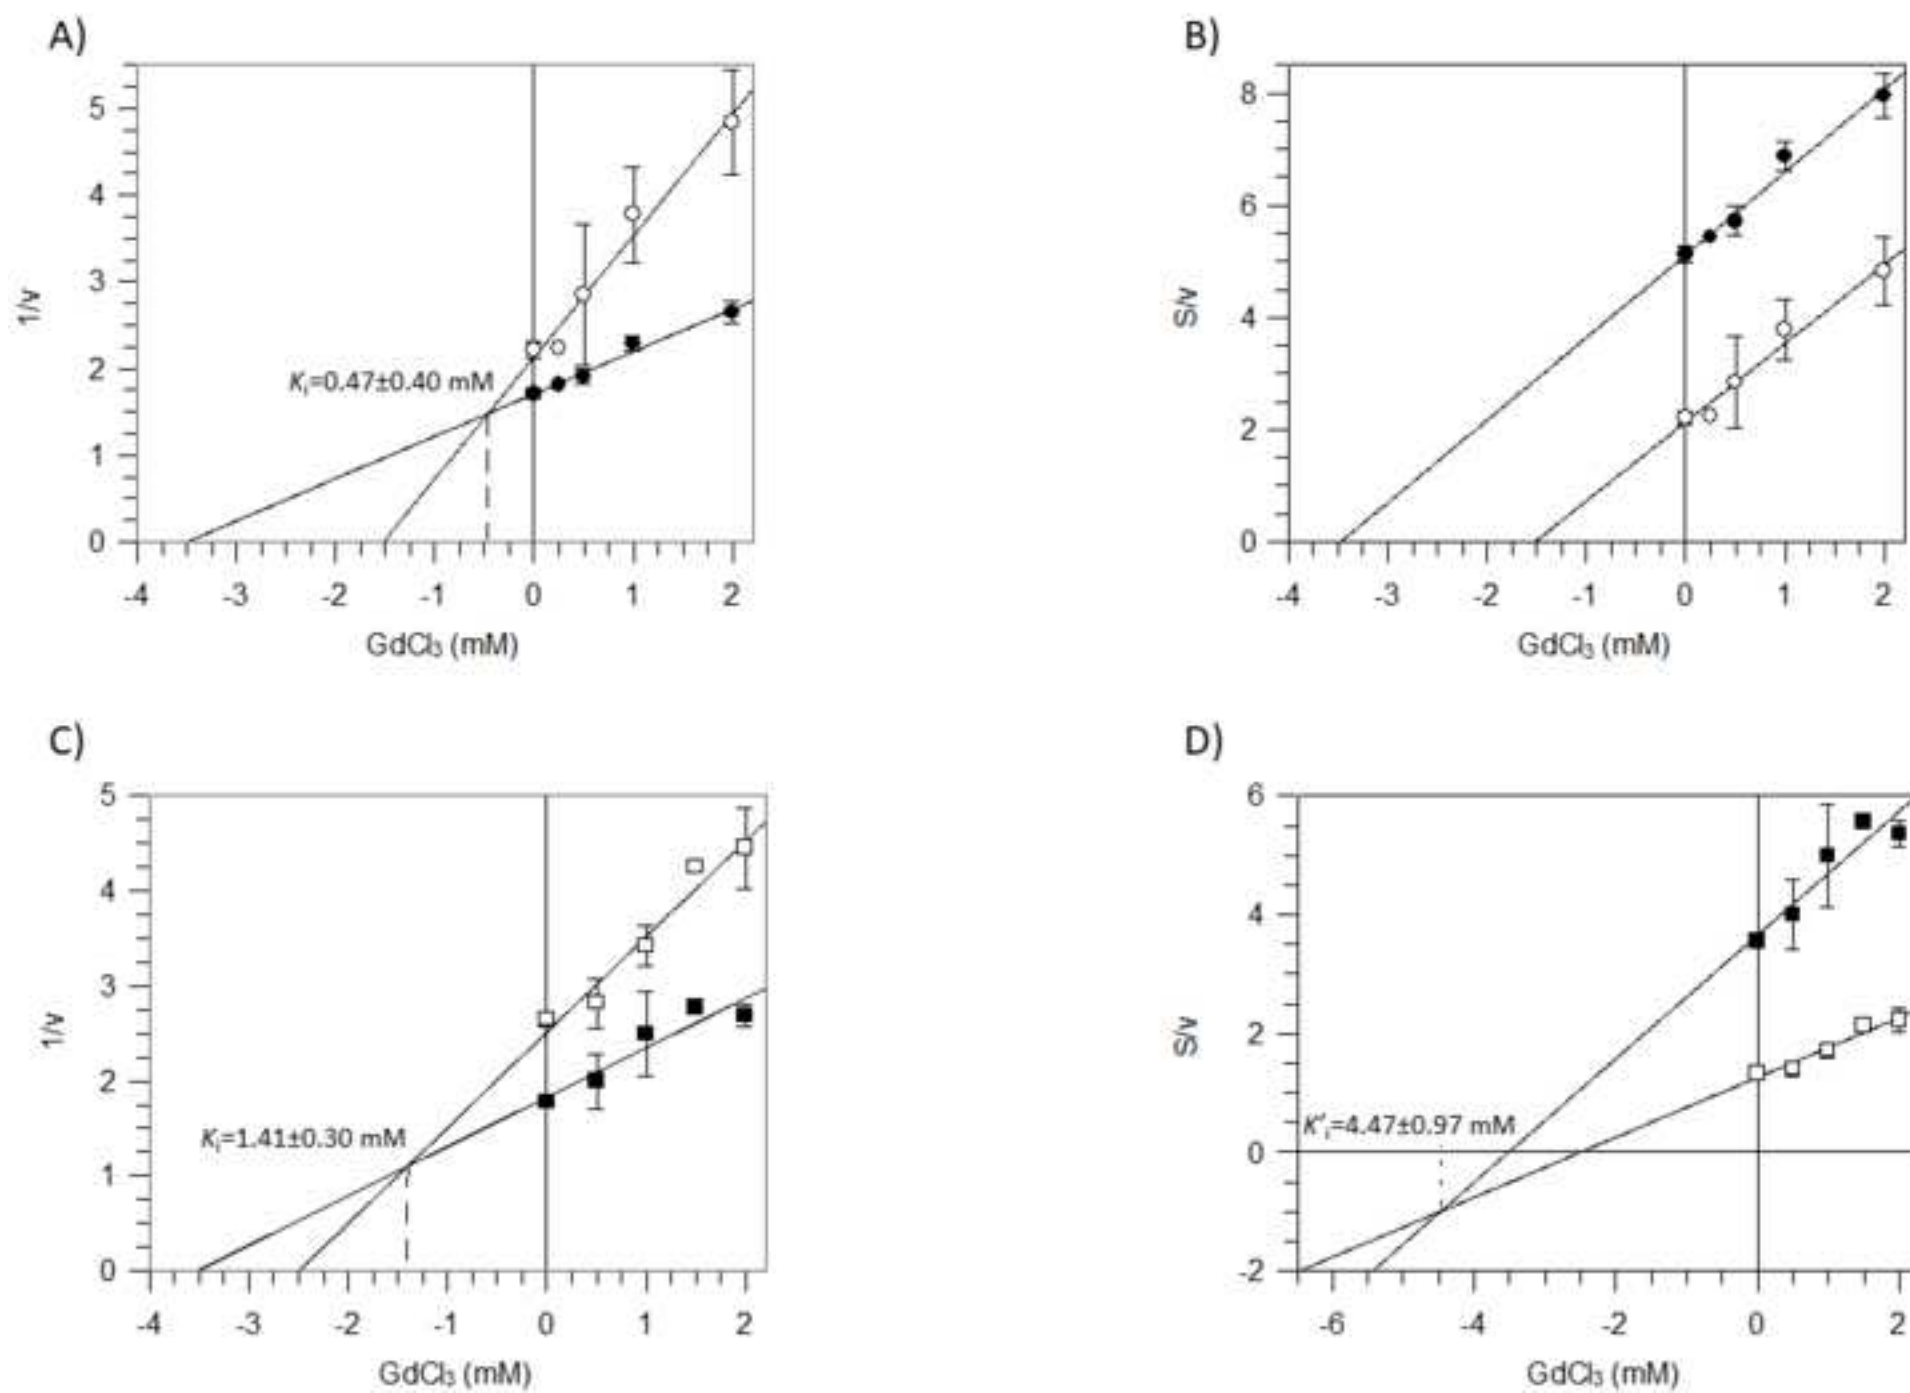 A)
5
4
3
2
1
0
1/v
Kᵢ=0.47±0.40 mM
-4 -3 -2 -1 0 1 2
GdCl₃ (mM)
B)
8
6
4
2
0
S/v
-4 -3 -2 -1 0 1 2
GdCl₃ (mM)
C)
5
4
3
2
1
0
1/v
Kᵢ=1.41±0.30 mM
-4 -3 -2 -1 0 1 2
GdCl₃ (mM)
D)
6
4
2
0
-2
S/v
K'ᵢ=4.47±0.97 mM
-6 -4 -2 0 2
GdCl₃ (mM)